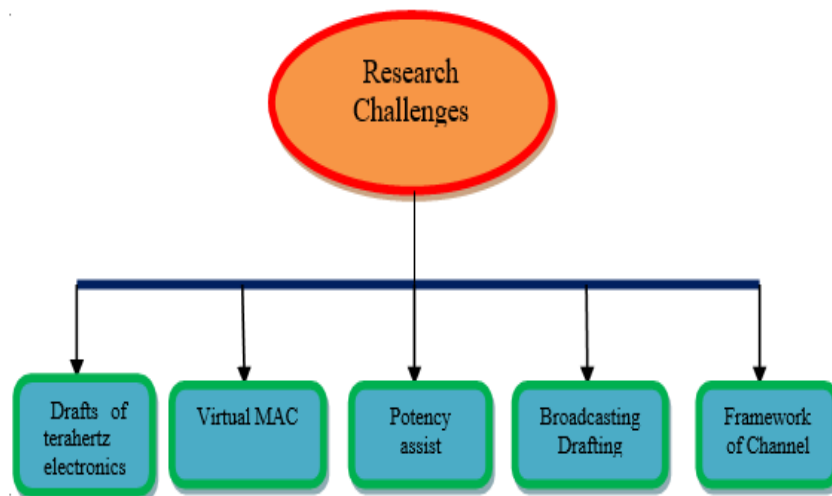 Research
Challenges
Drafts of
terahertz
electronics
Virtual MAC
Potency
assist
Broadcasting
Drafting
Framework
of Channel